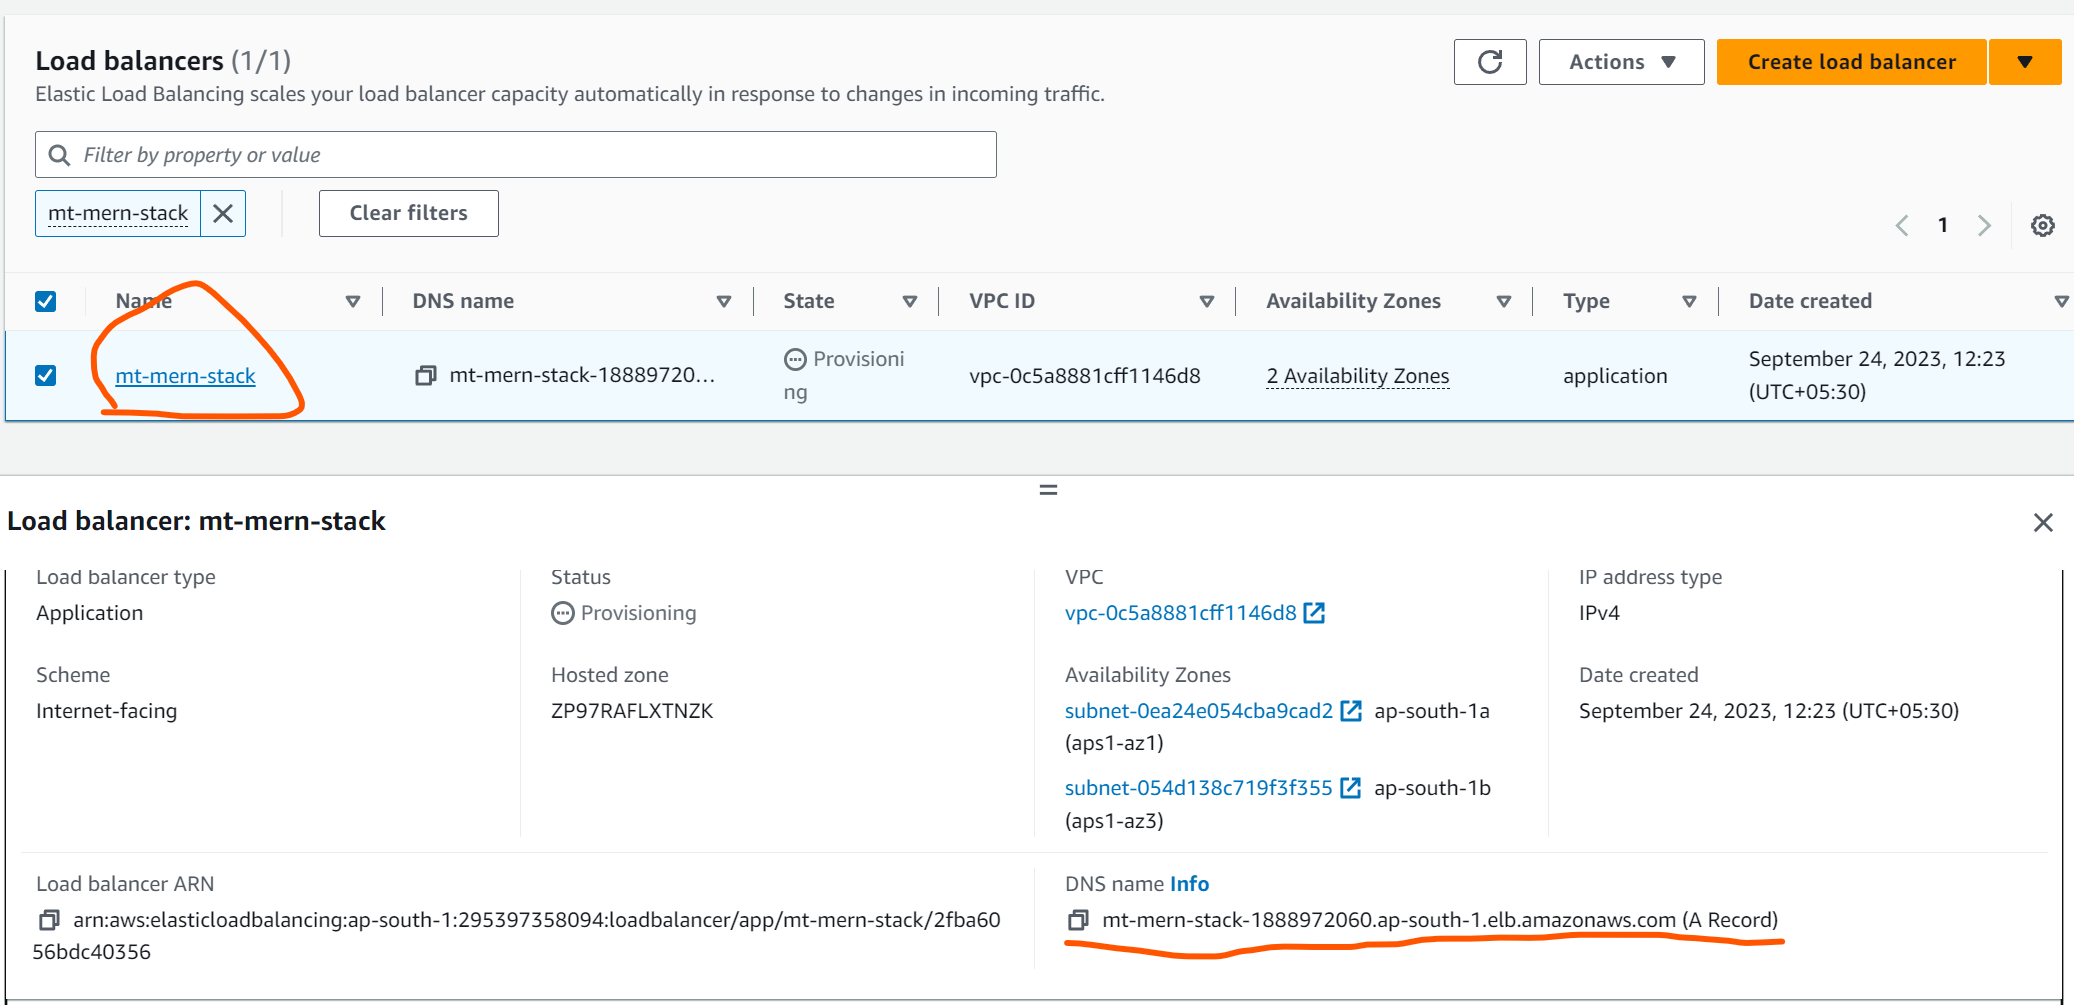 Load balancers (1/1)
Elastic Load Balancing scales your load balancer capacity automatically in response to changes in incoming traffic.
Actions
Create load balancer
Filter by property or value
mt-mern-stack
Clear filters
1
Name DNS name State VPC ID Availability Zones Type Date created
mt-mern-stack mt-mern-stack-18889720... Provisioni vpc-0c5a8881cff1146d8 2 Availability Zones application September 24, 2023, 12:23
ng (UTC+05:30)
Load balancer: mt-mern-stack
Load balancer type
Application
Status
Provisioning
VPC
vpc-0c5a8881cff1146d8
IP address type
IPv4
Scheme
Internet-facing
Hosted zone
ZP97RAFLXTNZK
Availability Zones
subnet-0ea24e054cba9cad2 ap-south-1a
(aps1-az1)
subnet-054d138c719f3f355 ap-south-1b
(aps1-az3)
Date created
September 24, 2023, 12:23 (UTC+05:30)
Load balancer ARN
arn:aws:elasticloadbalancing:ap-south-1:295397358094:loadbalancer/app/mt-mern-stack/2fba60
56bdc40356
DNS name Info
mt-mern-stack-1888972060.ap-south-1.elb.amazonaws.com (A Record)